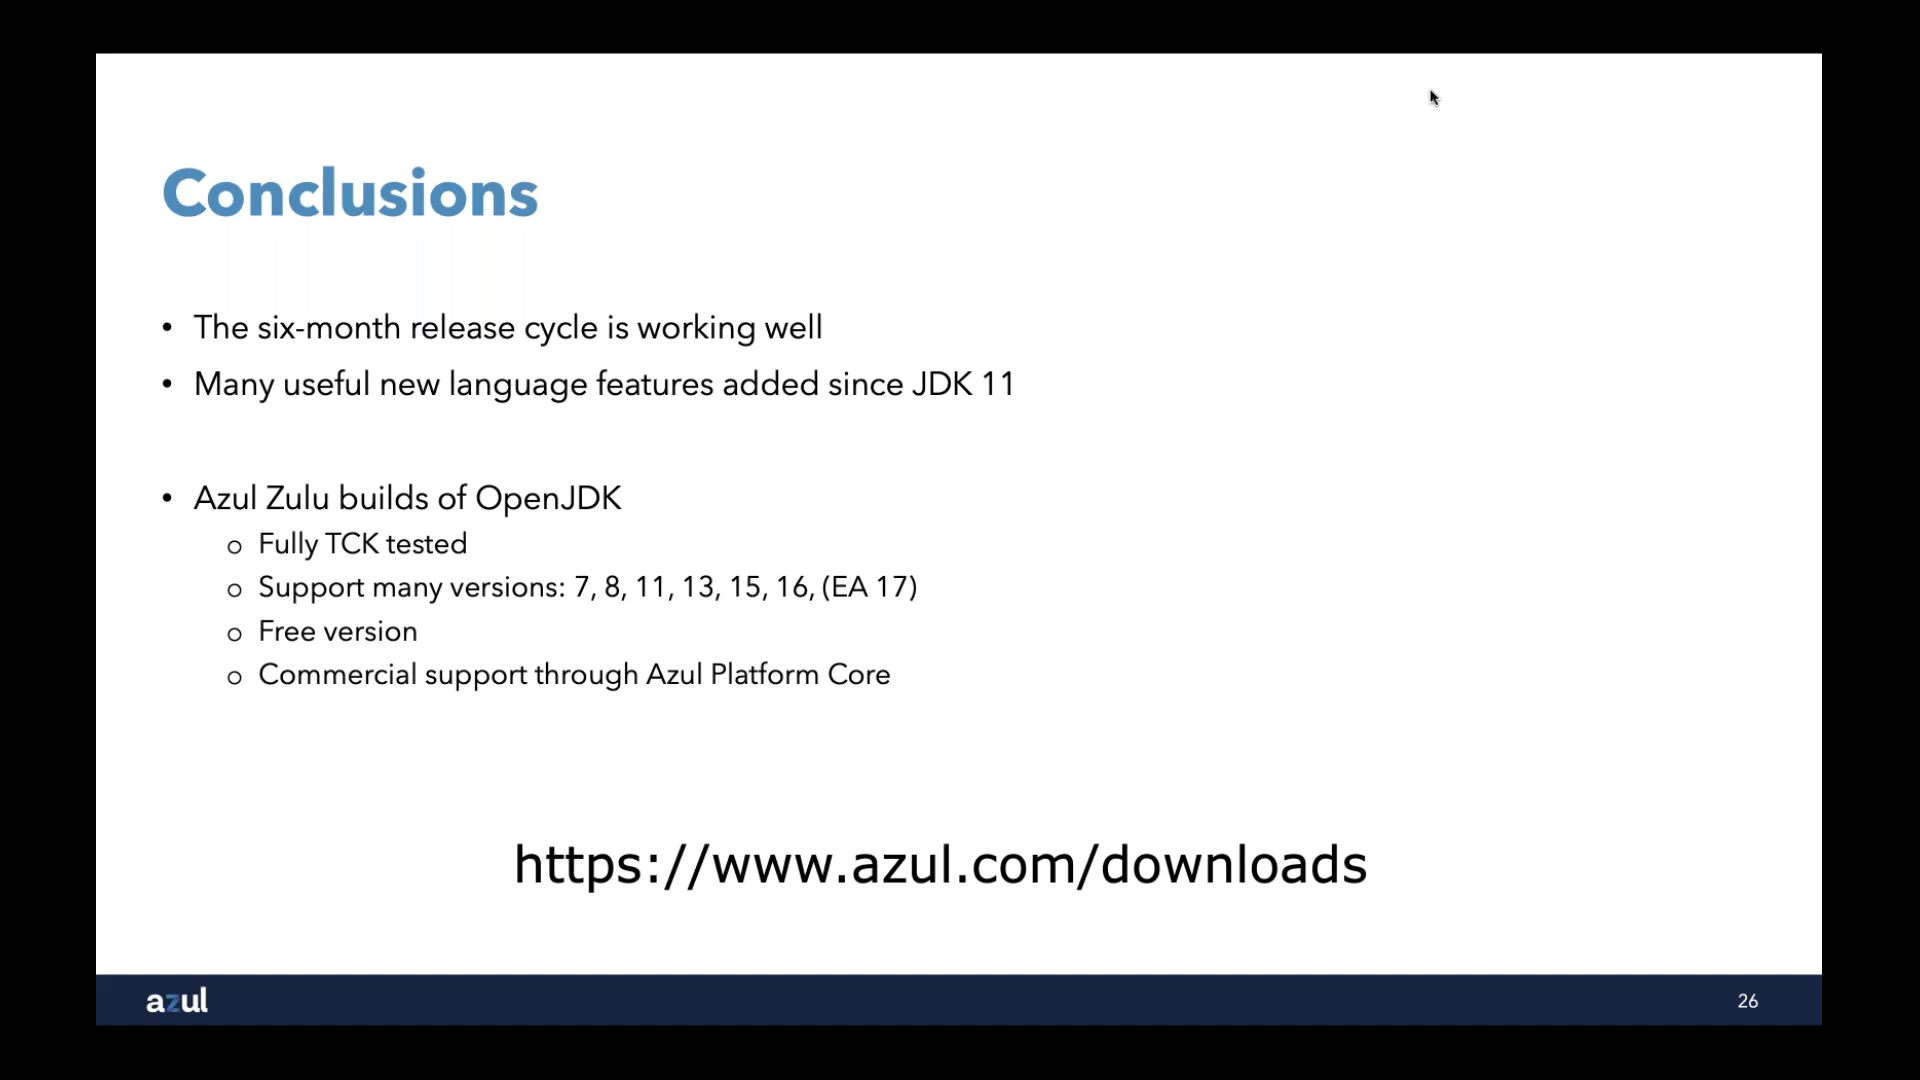 Conclusions
• The six-month release cycle is working well
• Many useful new language features added since JDK 11
• Azul Zulu builds of OpenJDK
o Fully TCK tested
o Support many versions: 7, 8, 11, 13, 15, 16, (EA 17)
o Free version
o Commercial support through Azul Platform Core
https://www.azul.com/downloads
azul
26